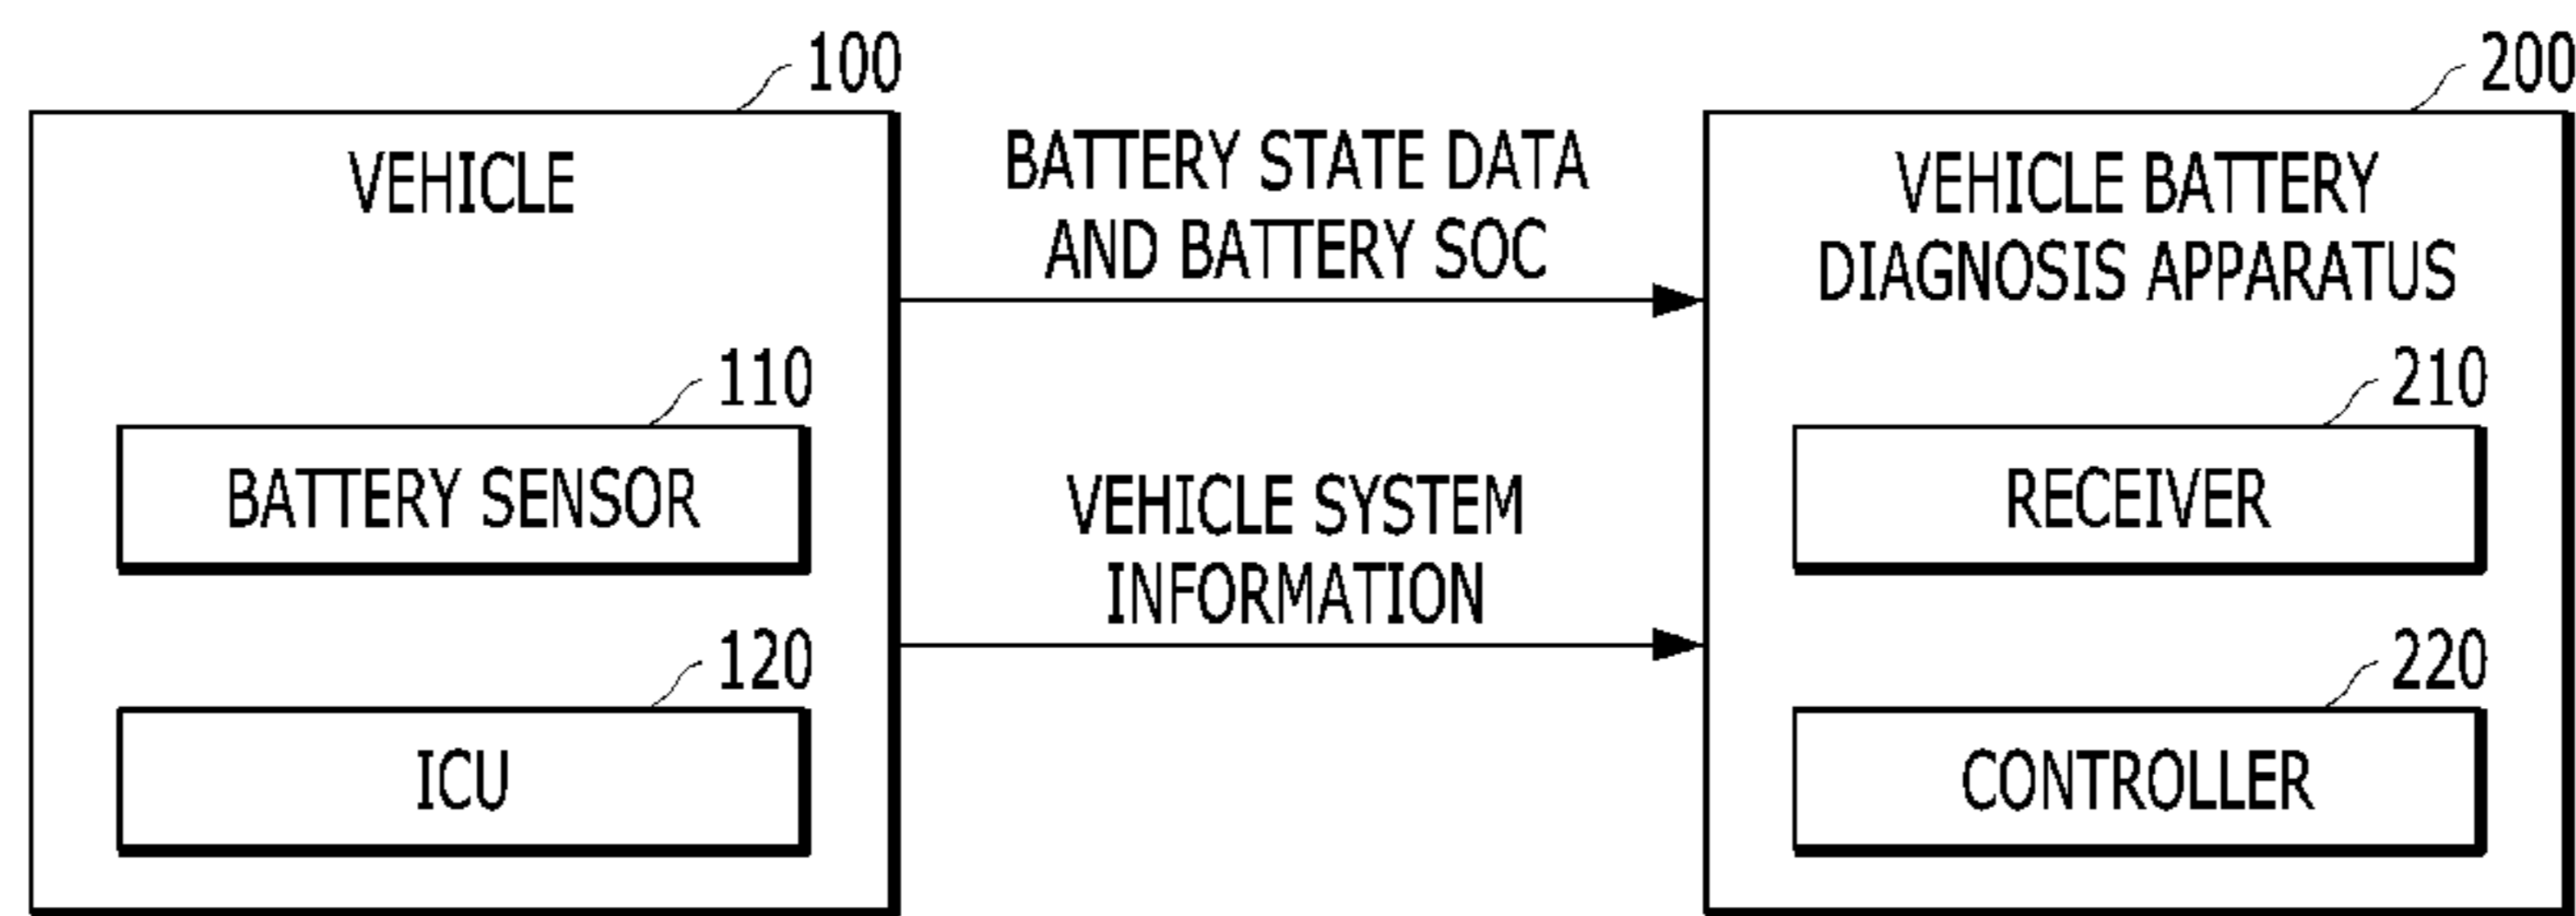 100
VEHICLE
110
BATTERY SENSOR
120
ICU
BATTERY STATE DATA
AND BATTERY SOC
VEHICLE SYSTEM
INFORMATION
200
VEHICLE BATTERY
DIAGNOSIS APPARATUS
210
RECEIVER
220
CONTROLLER